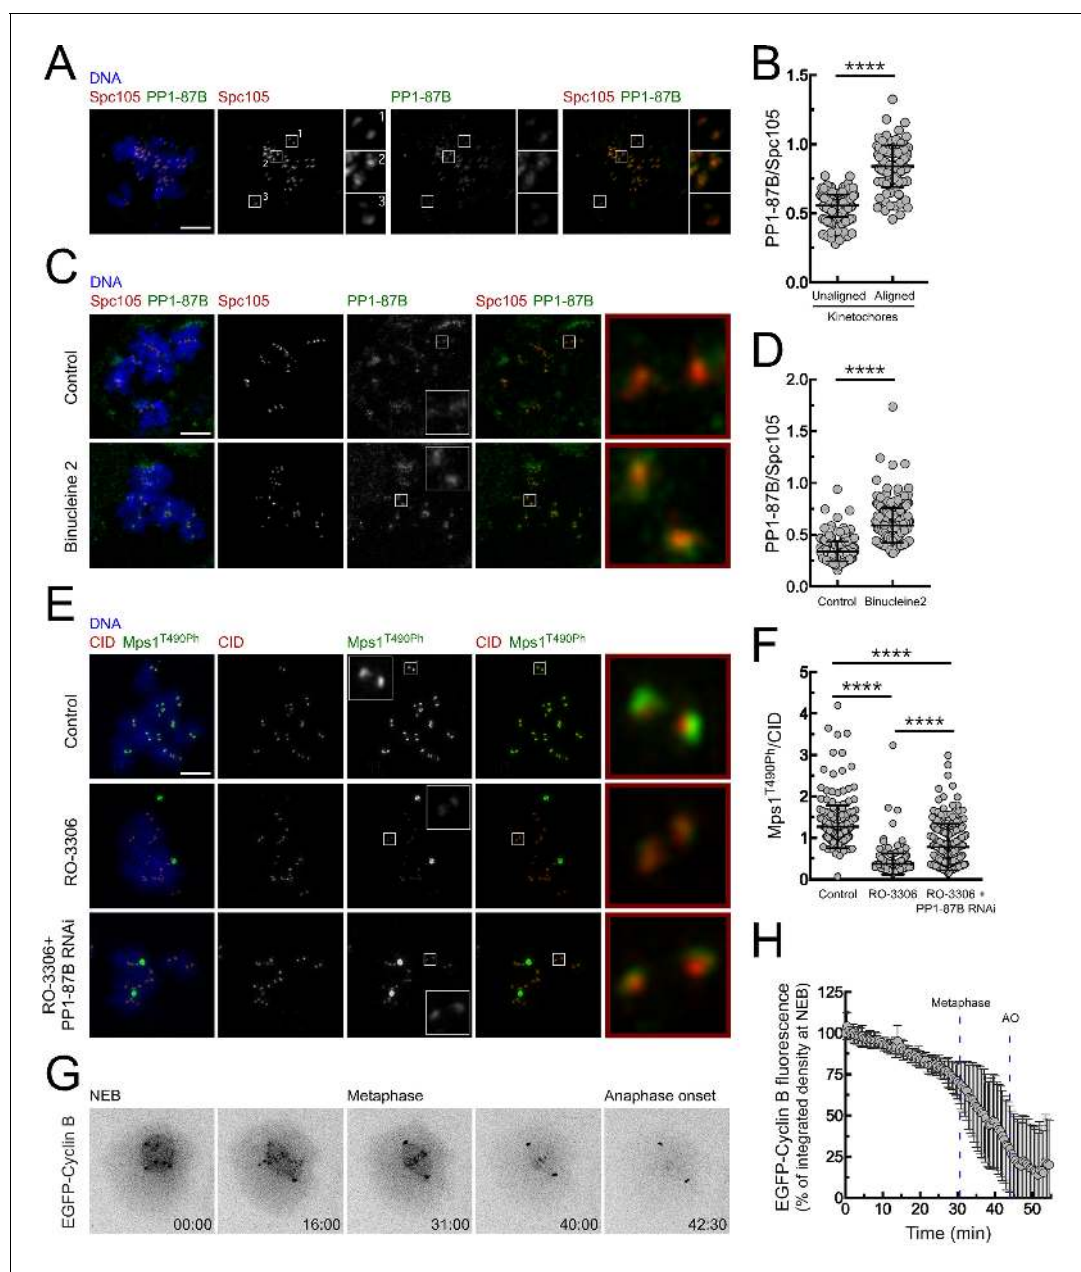 A
DNA
Spc105 PP1-87B
Spc105
PP1-87B
Spc105 PP1-87B
1
2
3
1
2
3
B
****
PP1-87B/Spc105
1.5
1.0
0.5
0.0
Unaligned
Aligned
Kinetochores
C
DNA
Spc105 PP1-87B
Spc105
PP1-87B
Spc105 PP1-87B
Control
Binucleine 2
D
****
PP1-87B/Spc105
2.0
1.5
1.0
0.5
0.0
Control
Binucleine2
E
DNA
CID Mps1T490Ph
CID
Mps1T490Ph
CID Mps1T490Ph
Control
RO-3306
RO-3306+
PP1-87B RNAi
F
****
****
****
Mps1T490Ph/CID
5
4
3
2
1
0
Control
RO-3306
RO-3306 +
PP1-87B RNAi
G
NEB
Metaphase
Anaphase onset
EGFP-Cyclin B
00:00
16:00
31:00
40:00
42:30
H
EGFP-Cyclin B fluorescence
(% of integrated density at NEB)
125
100
75
50
25
0
Metaphase
AO
0
10
20
30
40
50
Time (min)